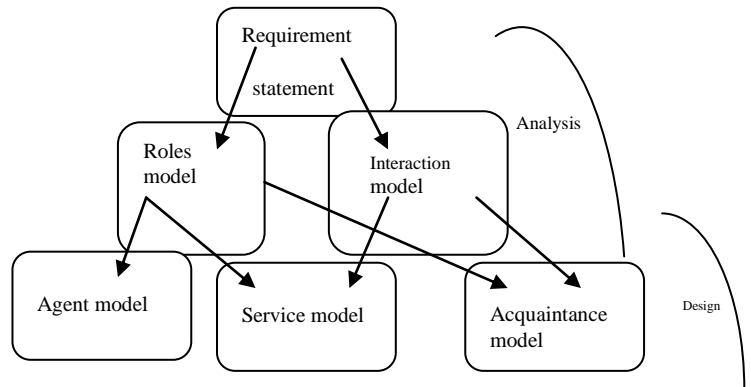 Requirement
statement
Analysis
Roles
model
Interaction
model
Agent model
Service model
Acquaintance
model
Design